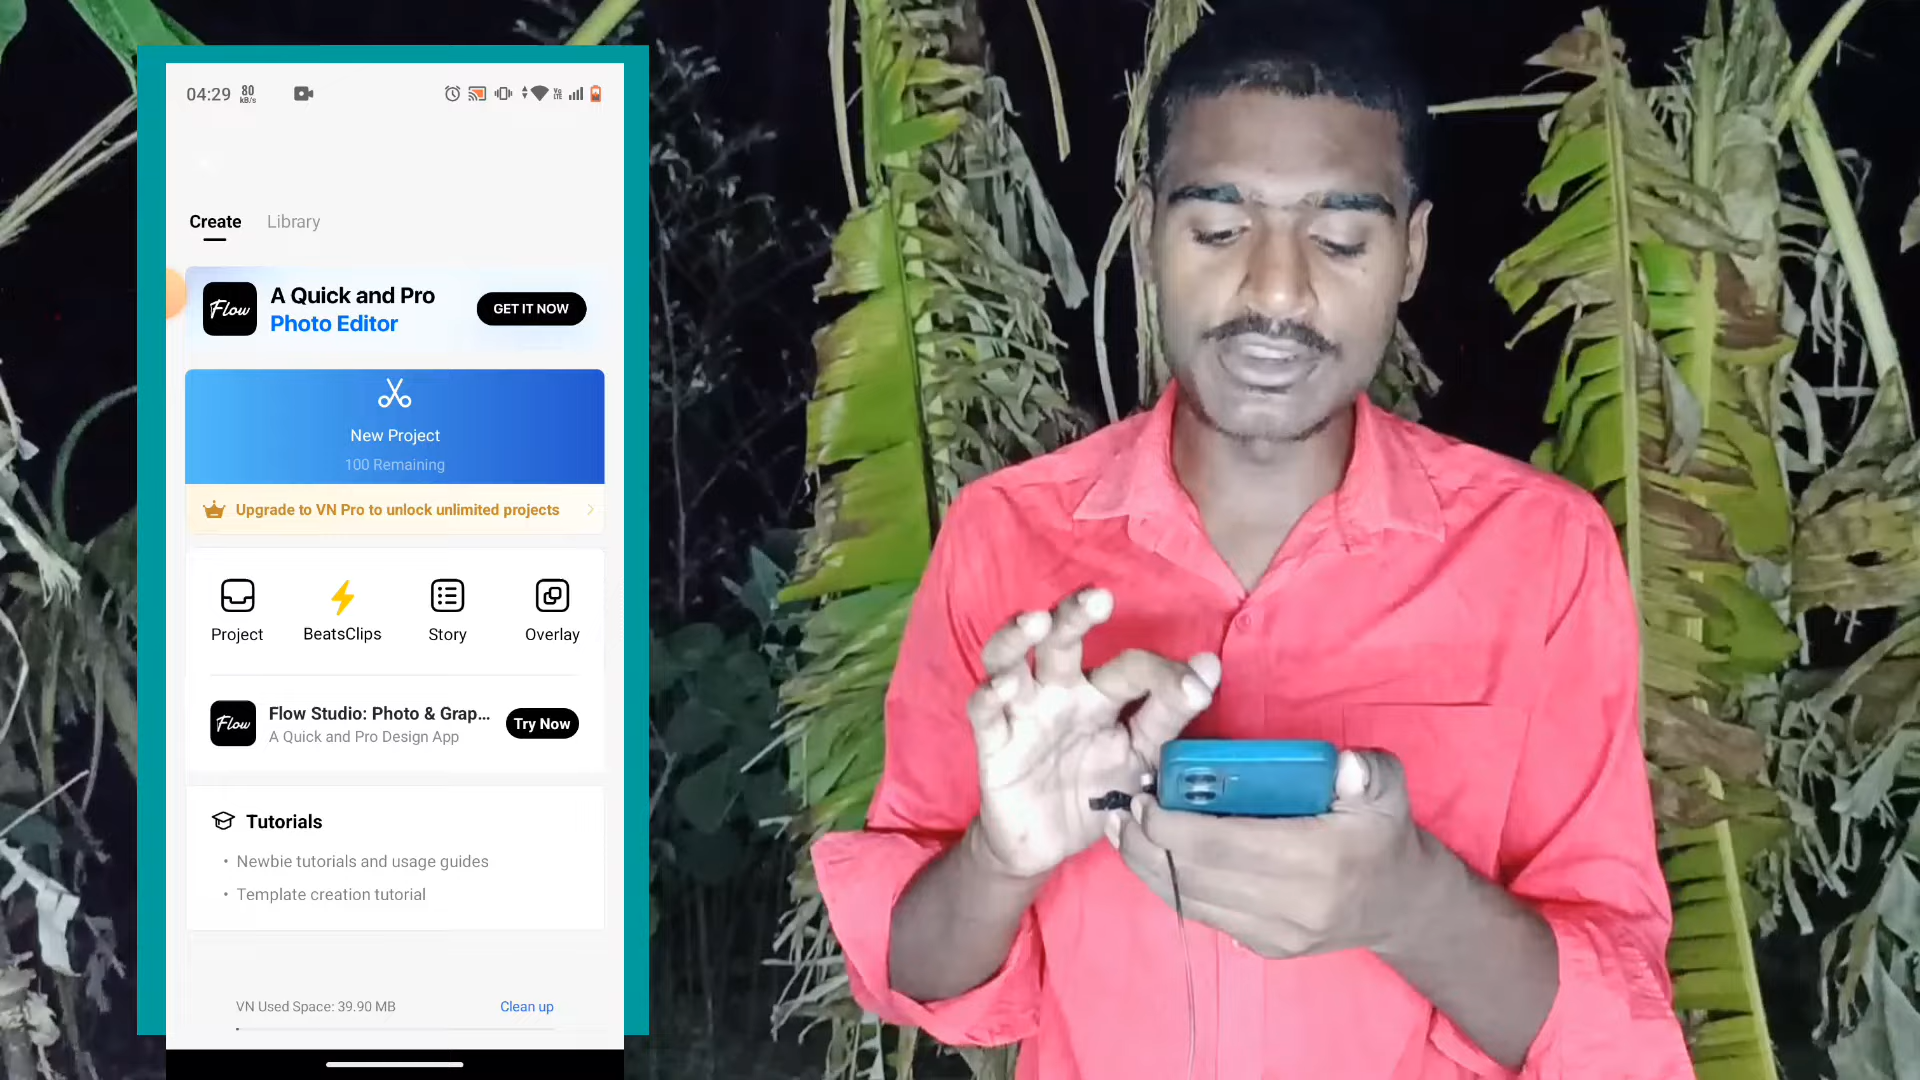 04:29 80 kB/s Vo LTE
Create Library
Flow
A Quick and Pro
Photo Editor
GET IT NOW
New Project
100 Remaining
Upgrade to VN Pro to unlock unlimited projects
Project BeatsClips Story Overlay
Flow
Flow Studio: Photo & Grap...
A Quick and Pro Design App
Try Now
Tutorials
• Newbie tutorials and usage guides
• Template creation tutorial
VN Used Space: 39.90 MB Clean up